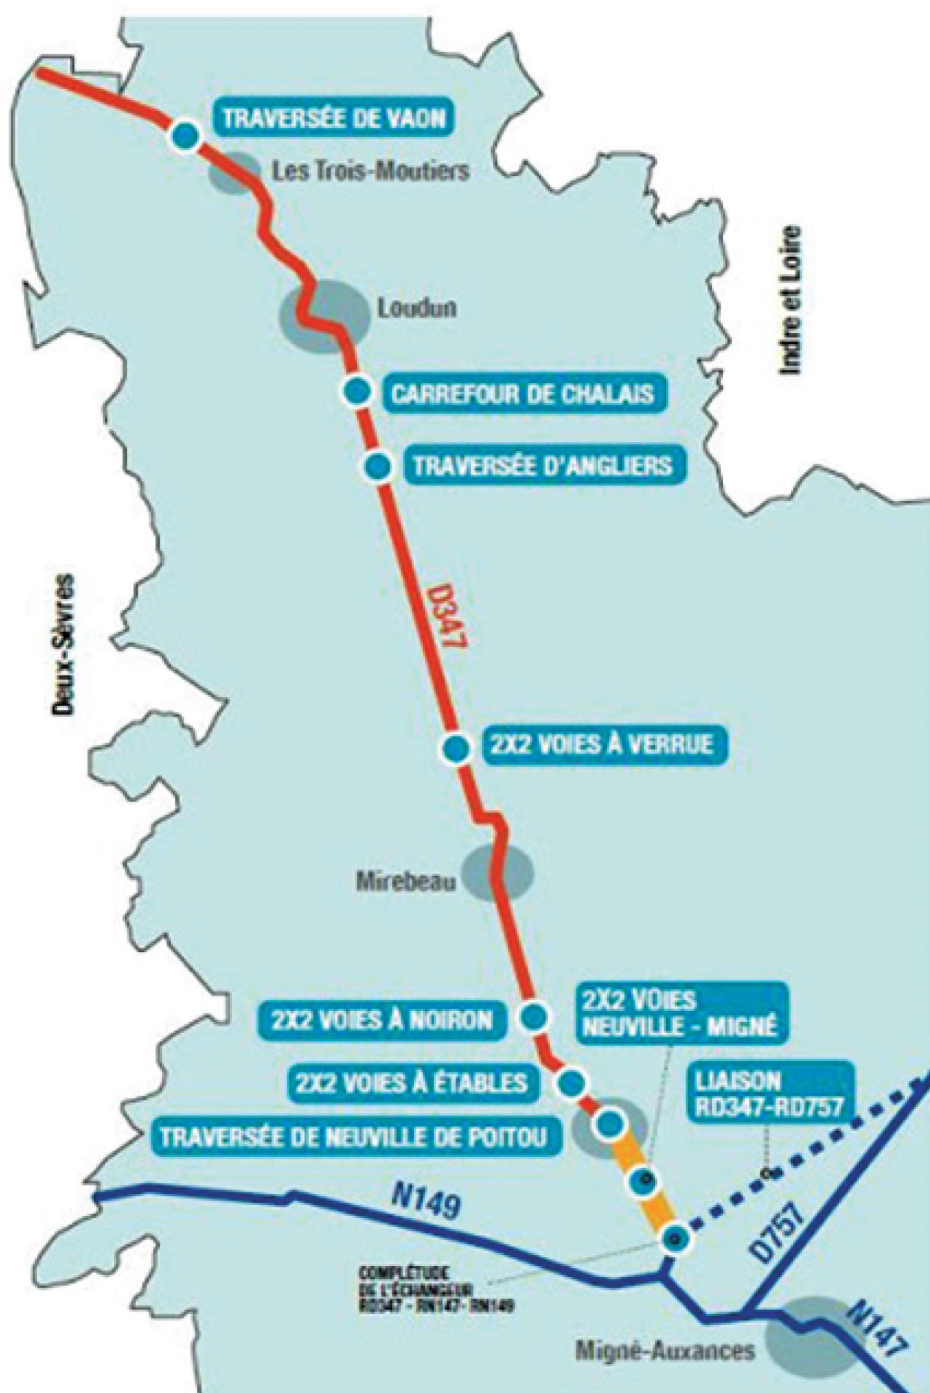 TRAVERSÉE DE VAON
Les Trois-Moutiers
Indre et Loire
Loudun
CARREFOUR DE CHALAIS
TRAVERSÉE D'ANGLIERS
Deux-Sèvres
D347
2X2 VOIES À VERRUE
Mirebeau
2X2 VOIES
NEUVILLE - MIGNÉ
2X2 VOIES À NOIRON
2X2 VOIES À ÉTABLES
LIAISON
RD347-RD757
TRAVERSÉE DE NEUVILLE DE POITOU
N149
D757
COMPLÉTUDE
DE L'ÉCHANGEUR
RD347 - RN147- RN149
N147
Migné-Auxances